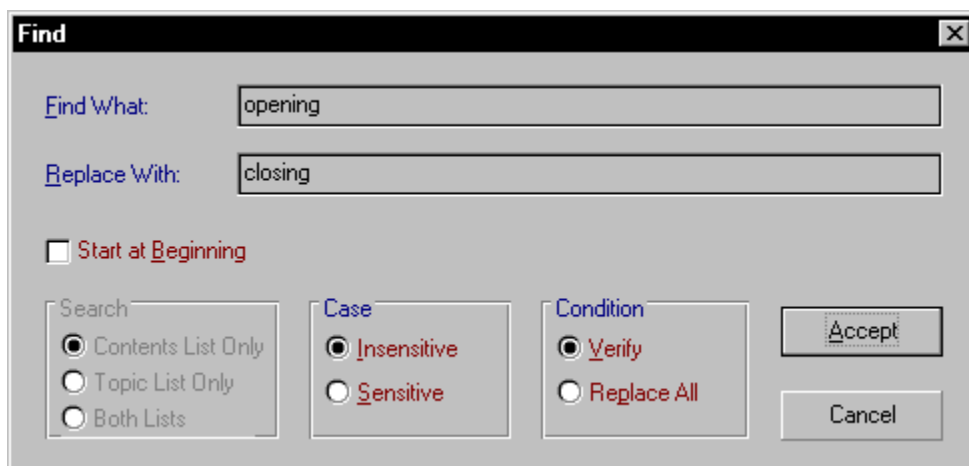 Find
Find What: opening
Replace With: closing
Start at Beginning
Search
Contents List Only
Topic List Only
Both Lists
Case
Insensitive
Sensitive
Condition
Verify
Replace All
Accept
Cancel